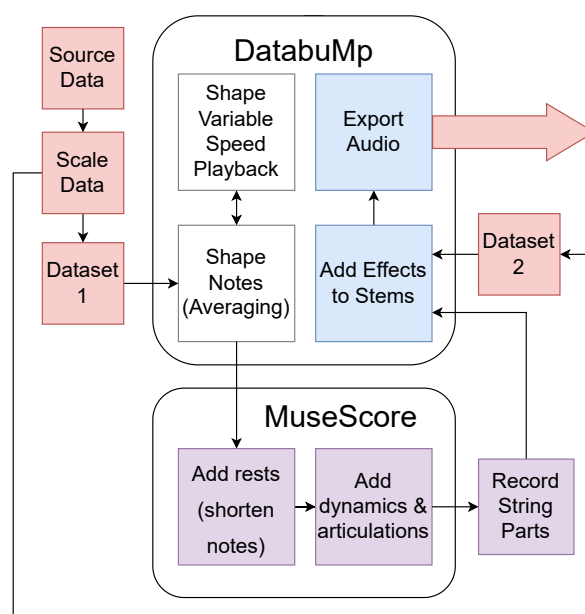 DatabuMp
Source
Data
Shape
Variable
Speed
Playback
Export
Audio
Scale
Data
Dataset
1
Shape
Notes
(Averaging)
Add Effects
to Stems
Dataset
2
MuseScore
Add rests
(shorten
notes)
Add
dynamics &
articulations
Record
String
Parts